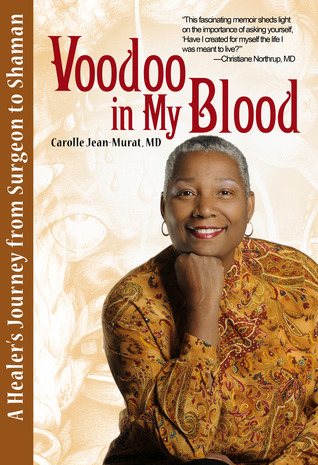 "This fascinating memoir sheds light
on the importance of asking yourself,
'Have I created for myself the life I
was meant to live?'"
—Christiane Northrup, MD
Voodoo
in My Blood
Carolle Jean-Murat, MD
A Healer's Journey from Surgeon to Shaman